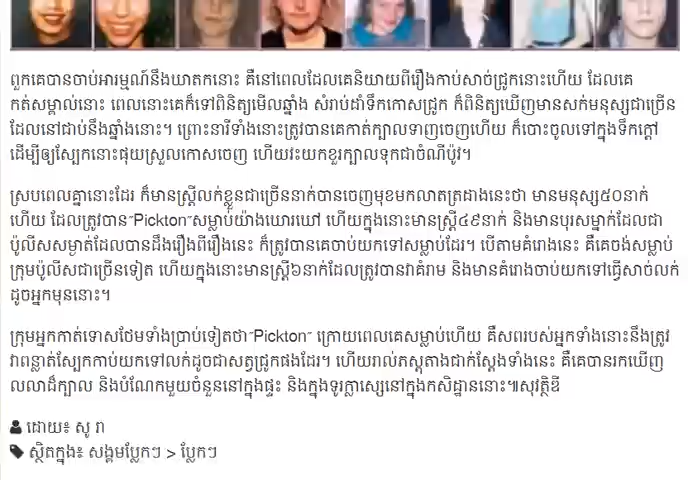 ពួកគេបានចាប់អារម្មណ៍នឹងឃាតកនោះ គឺនៅពេលដែលគេនិយាយពីរឿងកាប់សាច់ជ្រូកនោះហើយ ដែលគេ
កត់សម្គាល់នោះ ពេលនោះគេក៏ទៅពិនិត្យមើលឆ្នាំង សំរាប់ដាំទឹកកោសជ្រូក ក៏ពិនិត្យឃើញមានសក់មនុស្សជាច្រើន
ដែលនៅជាប់នឹងឆ្នាំងនោះ។ ព្រោះនារីទាំងនោះត្រូវបានគេកាត់ក្បាលទាញចេញហើយ ក៏បោះចូលទៅក្នុងទឹកក្តៅ
ដើម្បីឲ្យស្បែកនោះផុយស្រួលកោសចេញ ហើយវះយកខួរក្បាលទុកជាចំណីប៉ូវ។
ស្របពេលគ្នានោះដែរ ក៏មានស្ត្រីលក់ខ្លួនជាច្រើននាក់បានចេញមុខមកលាតត្រដាងនេះថា មានមនុស្ស៥០នាក់
ហើយ ដែលត្រូវបាន“Pickton”សម្លាប់យ៉ាងឃោរឃៅ ហើយក្នុងនោះមានស្ត្រី៤៩នាក់ និងមានបុរសម្នាក់ដែលជា
ប៉ូលីសសម្ងាត់ដែលបានដឹងរឿងពីរឿងនេះ ក៏ត្រូវបានគេចាប់យកទៅសម្លាប់ដែរ។ បើតាមគំរោងនេះ គឺគេចង់សម្លាប់
ក្រុមប៉ូលីសជាច្រើនទៀត ហើយក្នុងនោះមានស្ត្រី៦នាក់ដែលត្រូវបានវាគំរាម និងមានគំរោងចាប់យកទៅធ្វើសាច់លក់
ដូចអ្នកមុននោះ។
ក្រុមអ្នកកាត់ទោសថែមទាំងប្រាប់ទៀតថា“Pickton” ក្រោយពេលគេសម្លាប់ហើយ គឺសពរបស់អ្នកទាំងនោះនឹងត្រូវ
វាពន្លាត់ស្បែកកាប់យកទៅលក់ដូចជាសត្វជ្រូកផងដែរ។ ហើយរាល់ភស្តុតាងជាក់ស្តែងទាំងនេះ គឺគេបានរកឃើញ
លលាដ៏ក្បាល និងបំណែកមួយចំនួននៅក្នុងផ្ទះ និងក្នុងទូរក្លាស្សេនៅក្នុងកសិដ្ឋាននោះ៕សុវត្ថិឌី
ដោយ៖ សូ រា
ស្ថិតក្នុង៖ សង្គមប្លែកៗ > ប្លែកៗ